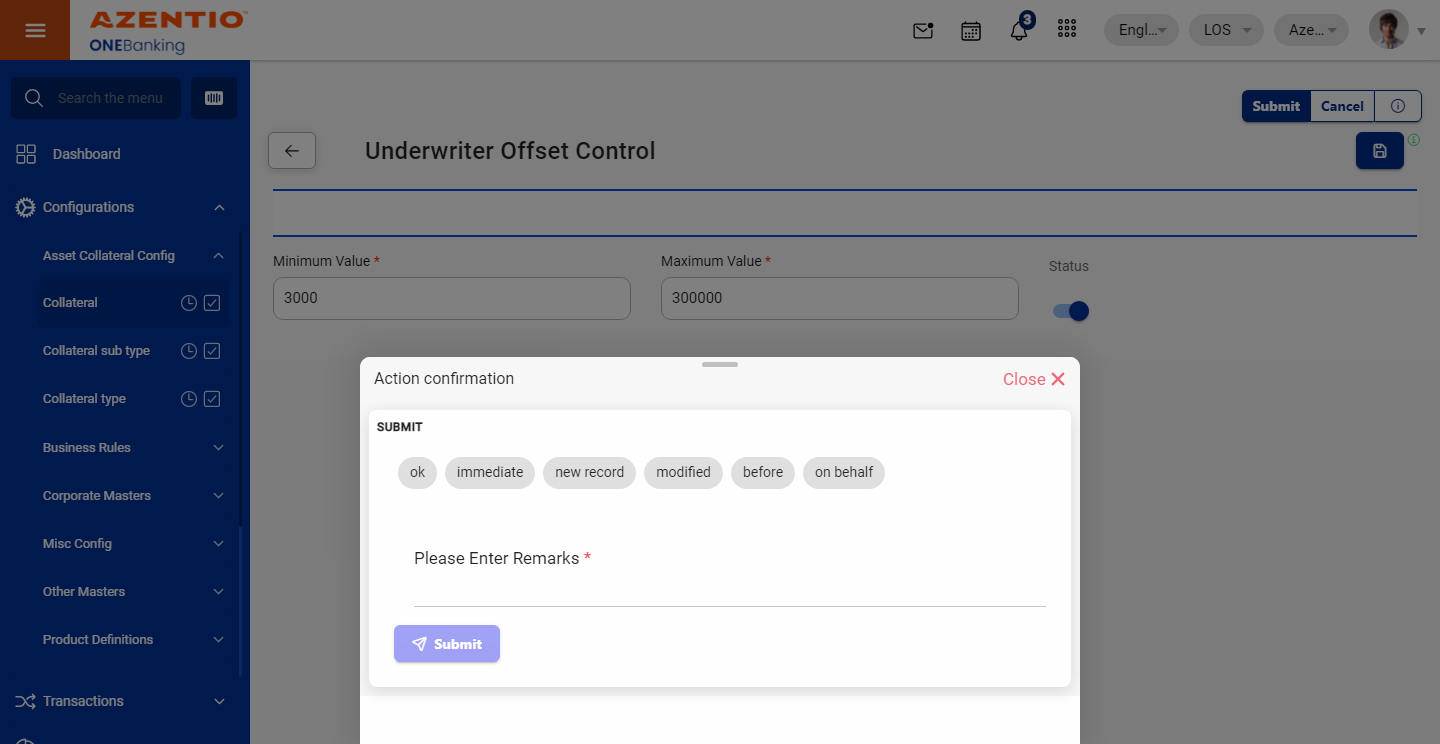 AZENTIO™
ONEBanking
3
Engl...
LOS
Aze...
Search the menu
Dashboard
Configurations
Asset Collateral Config
Collateral
Collateral sub type
Collateral type
Business Rules
Corporate Masters
Misc Config
Other Masters
Product Definitions
Transactions
Submit
Cancel
Underwriter Offset Control
Minimum Value *
3000
Maximum Value *
300000
Status
Action confirmation
Close
SUBMIT
ok
immediate
new record
modified
before
on behalf
Please Enter Remarks *
Submit